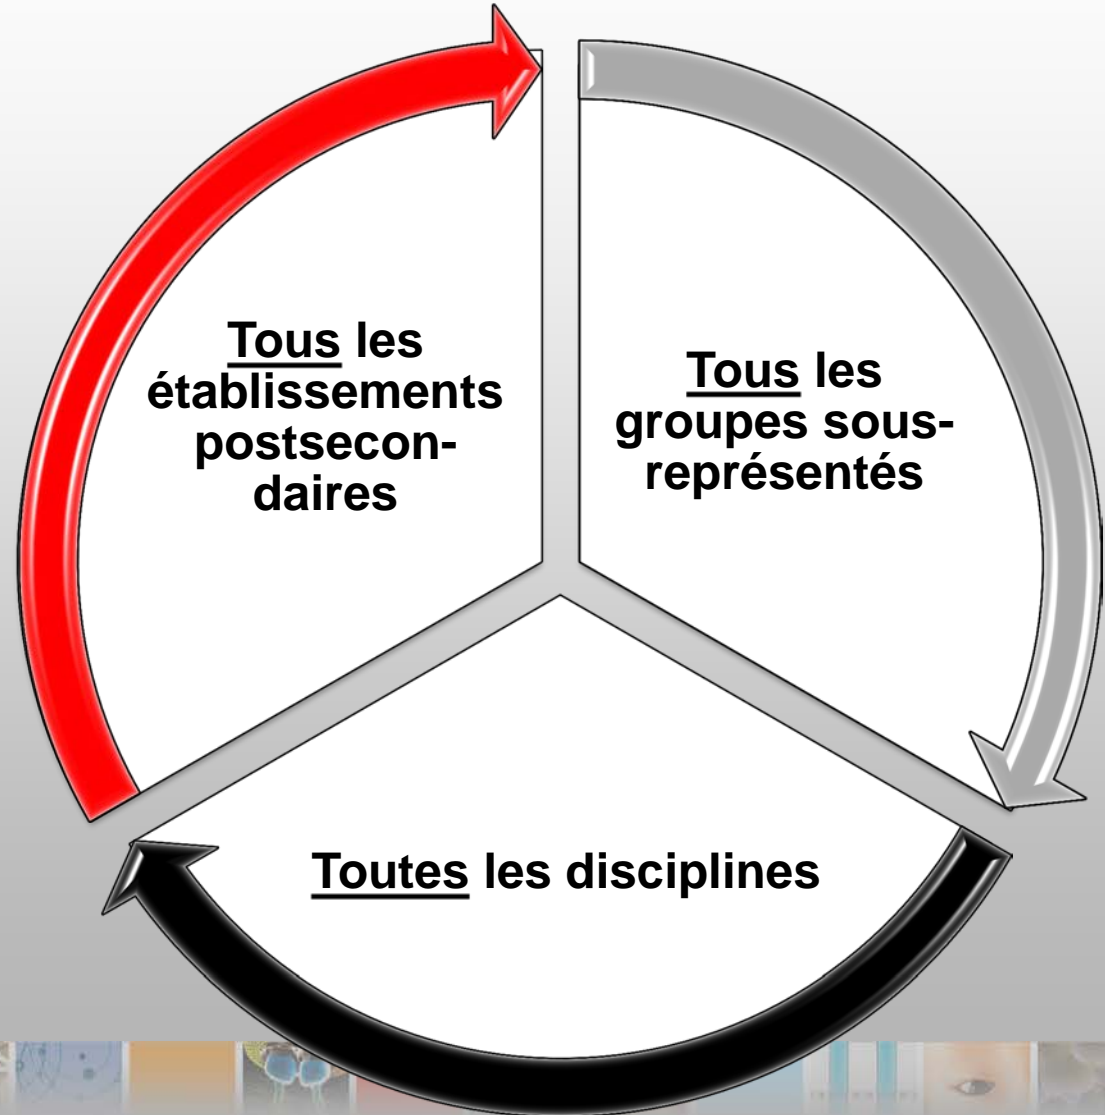 Tous les
établissements
postsecon-
daires
Tous les
groupes sous-
représentés
Toutes les disciplines